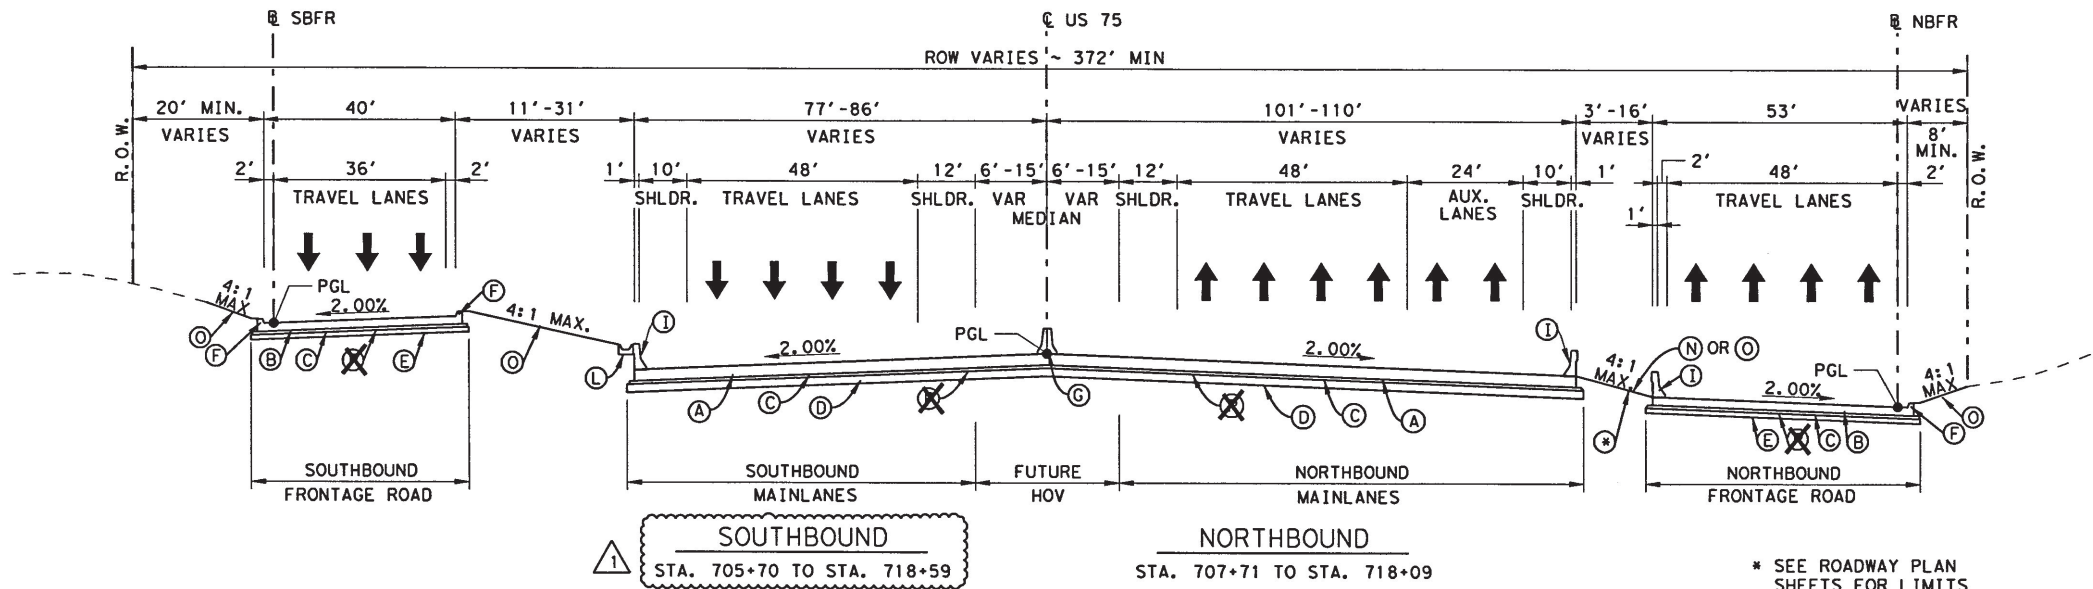 ℄ SBFR
℄ US 75
℄ NBFR
ROW VARIES ~ 372' MIN
20' MIN.
40'
11'-31'
77'-86'
101'-110'
3'-16'
53'
VARIES
VARIES
VARIES
VARIES
VARIES
VARIES
8'
MIN.
R.O.W.
R.O.W.
2'
36'
2'
1'
10'
48'
12'
6'-15'
6'-15'
12'
48'
24'
10'
1'
2'
48'
2'
1'
TRAVEL LANES
SHLDR.
TRAVEL LANES
SHLDR.
VAR
VAR
MEDIAN
SHLDR.
TRAVEL LANES
AUX.
LANES
SHLDR.
TRAVEL LANES
4:1
MAX
PGL
2.00%
F
4:1 MAX.
I
2.00%
PGL
2.00%
I
4:1
MAX.
N OR O
I
PGL
2.00%
4:1
MAX
O
F
B
C
E
O
L
A
C
D
G
D
C
A
*
E
C
B
F
O
SOUTHBOUND
FRONTAGE ROAD
SOUTHBOUND
MAINLANES
FUTURE
HOV
NORTHBOUND
MAINLANES
NORTHBOUND
FRONTAGE ROAD
1
SOUTHBOUND
STA. 705+70 TO STA. 718+59
NORTHBOUND
STA. 707+71 TO STA. 718+09
* SEE ROADWAY PLAN
SHEETS FOR LIMITS